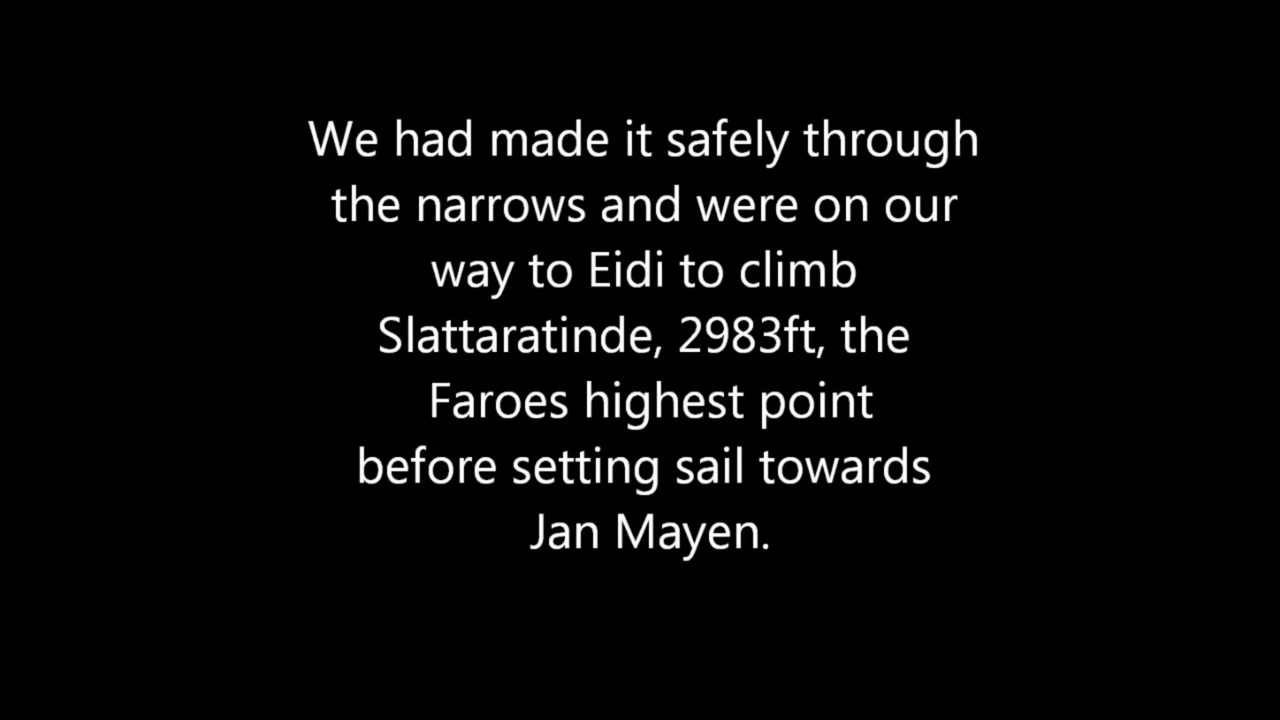 We had made it safely through
the narrows and were on our
way to Eidi to climb
Slattaratinde, 2983ft, the
Faroes highest point
before setting sail towards
Jan Mayen.